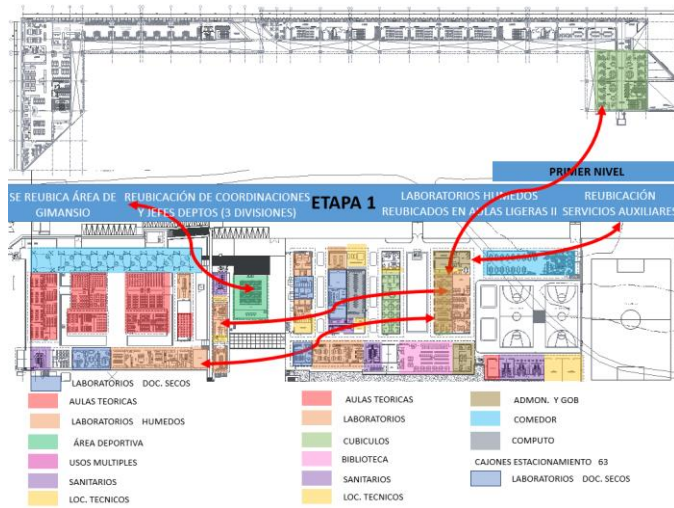 PRIMER NIVEL
SE REUBICA ÁREA DE
GIMANSIO
REUBICACIÓN DE COORDINACIONES
Y JEFES DEPTOS (3 DIVISIONES)
ETAPA 1
LABORATORIOS HUMEDOS
REUBICADOS EN AULAS LIGERAS II
REUBICACIÓN
SERVICIOS AUXILIARES
LABORATORIOS DOC. SECOS
AULAS TEORICAS
LABORATORIOS HUMEDOS
ÁREA DEPORTIVA
USOS MULTIPLES
SANITARIOS
LOC. TECNICOS
AULAS TEORICAS
LABORATORIOS
CUBICULOS
BIBLIOTECA
SANITARIOS
LOC. TECNICOS
ADMON. Y GOB
COMEDOR
COMPUTO
CAJONES ESTACIONAMIENTO 63
LABORATORIOS DOC. SECOS